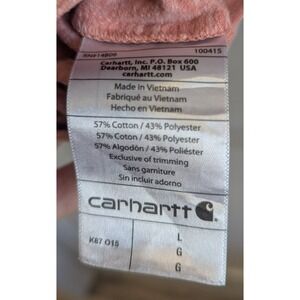 RN# 14806 100415
Carhartt, Inc. P.O. Box 600
Dearborn, MI 48121 USA
carhartt.com
Made in Vietnam
Fabriqué au Vietnam
Hecho en Vietnam
57% Cotton / 43% Polyester
57% Coton / 43% Polyester
57% Algodón / 43% Poliéster
Exclusive of trimming
Sans garniture
Sin incluir adorno
carhartt
K87 O15 L
G
G